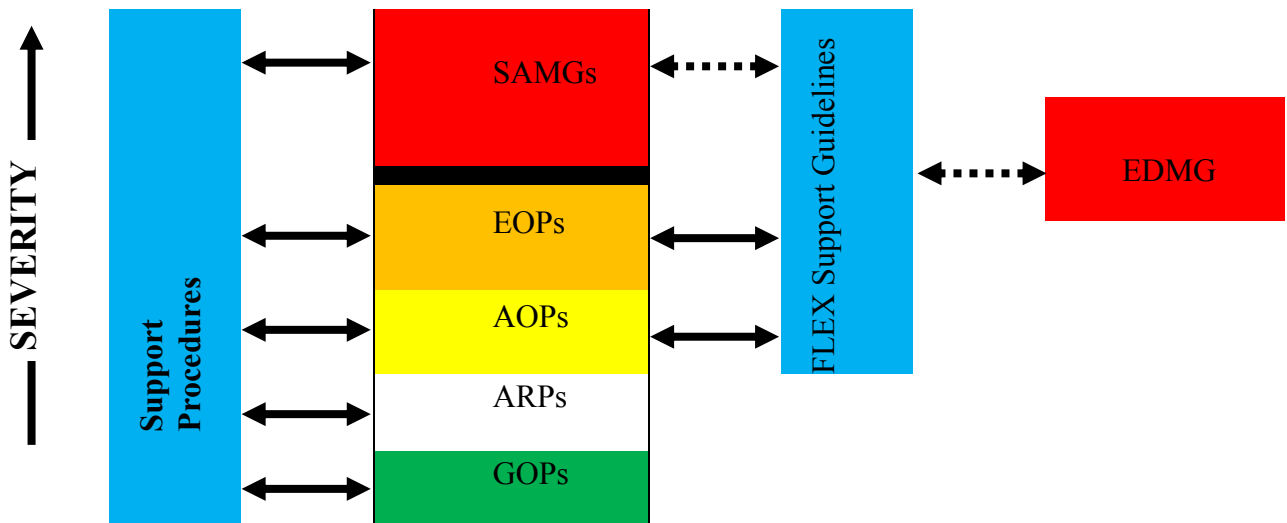 SEVERITY
Support
Procedures
SAMGs
EOPs
AOPs
ARPs
GOPs
FLEX Support Guidelines
EDMG